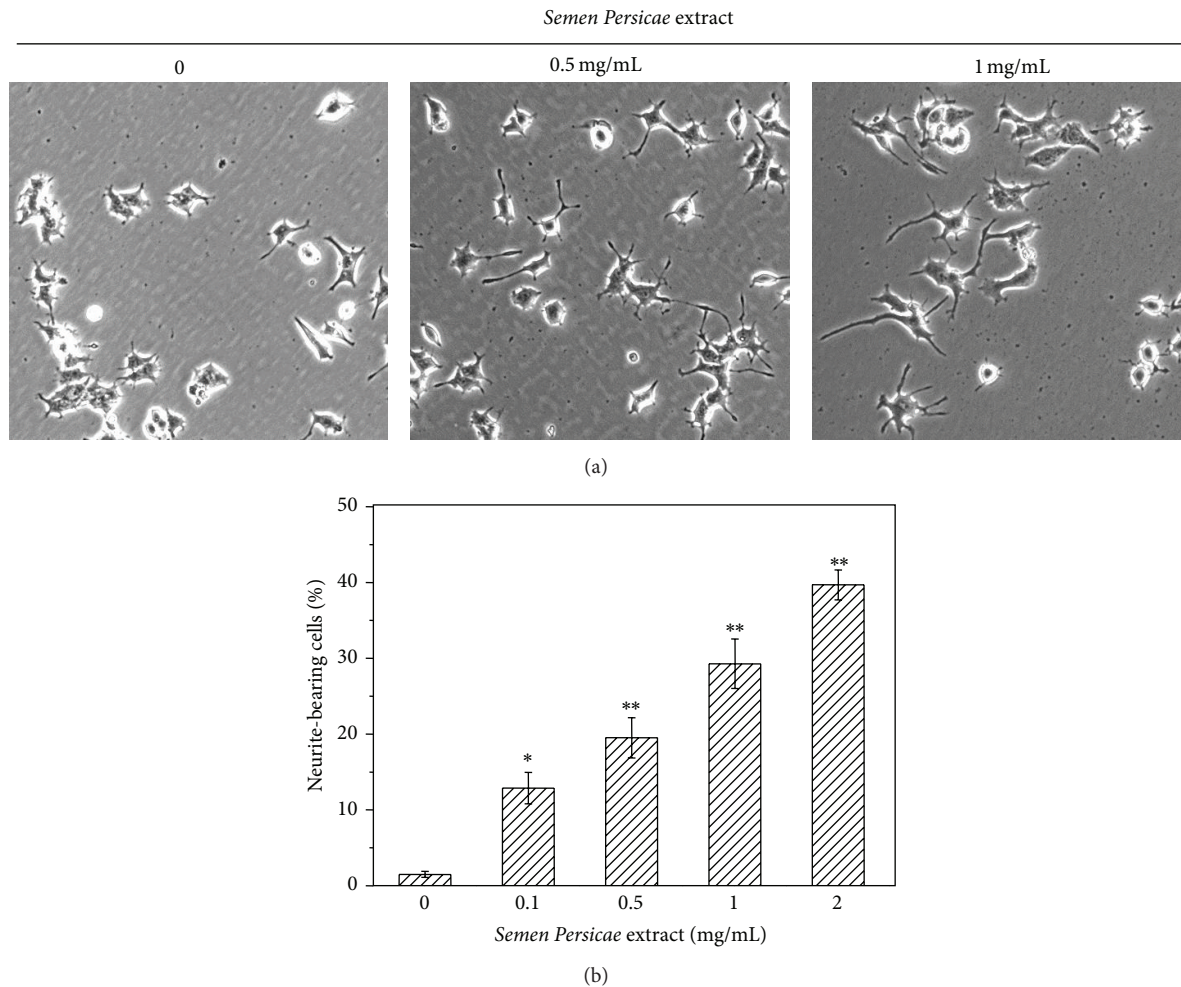 Semen Persicae extract
0 0.5 mg/mL 1 mg/mL
(a)
50
40
30
20
10
0
Neurite-bearing cells (%)
*
**
**
**
0 0.1 0.5 1 2
Semen Persicae extract (mg/mL)
(b)